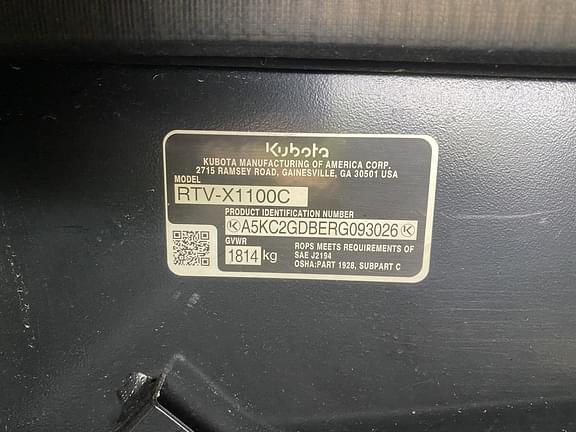 Kubota
KUBOTA MANUFACTURING OF AMERICA CORP.
2715 RAMSEY ROAD, GAINESVILLE, GA 30501 USA
MODEL
RTV-X1100C
PRODUCT IDENTIFICATION NUMBER
A5KC2GDBERG093026
GVWR
1814 kg
ROPS MEETS REQUIREMENTS OF
SAE J2194
OSHA:PART 1928, SUBPART C